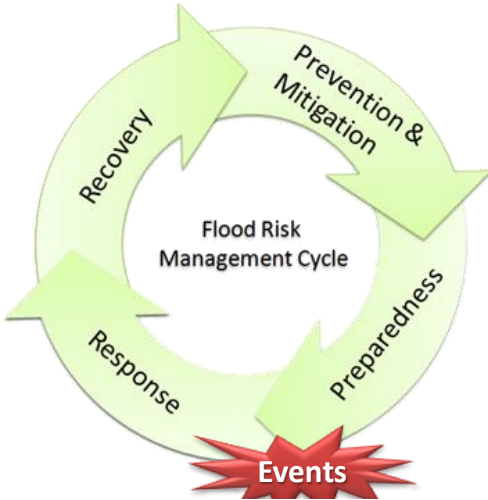 Prevention &
Mitigation
Recovery
Flood Risk
Management Cycle
Preparedness
Response
Events